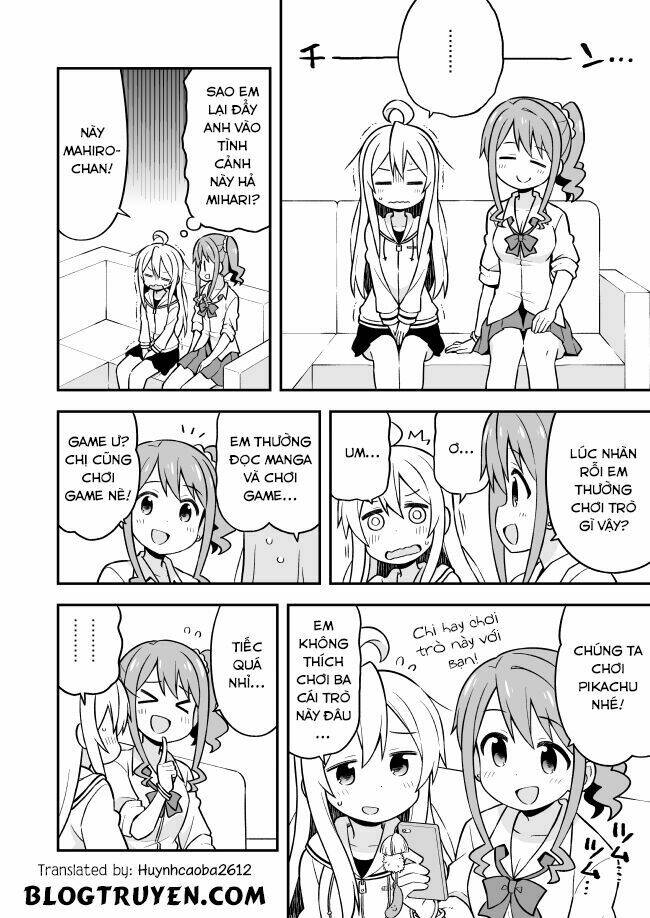 チーン...
..........
SAO EM
LẠI ĐẨY
ANH VÀO
TÌNH
CẢNH
NÀY HẢ
MIHARI?
NÀY
MAHIRO-
CHAN!
LÚC NHÀN
RỖI EM
THƯỜNG
CHƠI TRÒ
GÌ VẬY?
Ơ...
UM...
EM THƯỜNG
ĐỌC MANGA
VÀ CHƠI
GAME...
GAME Ư?
CHỊ CŨNG
CHƠI
GAME NÈ!
CHÚNG TA
CHƠI
PIKACHU
NHÉ!
Chị hay chơi
trò này với
bạn!
EM
KHÔNG
THÍCH
CHƠI BA
CÁI TRÒ
NÀY ĐÂU
...
TIẾC
QUÁ
NHỈ...
..........
Translated by: Huynhcaoba2612
BLOGTRUYEN.COM